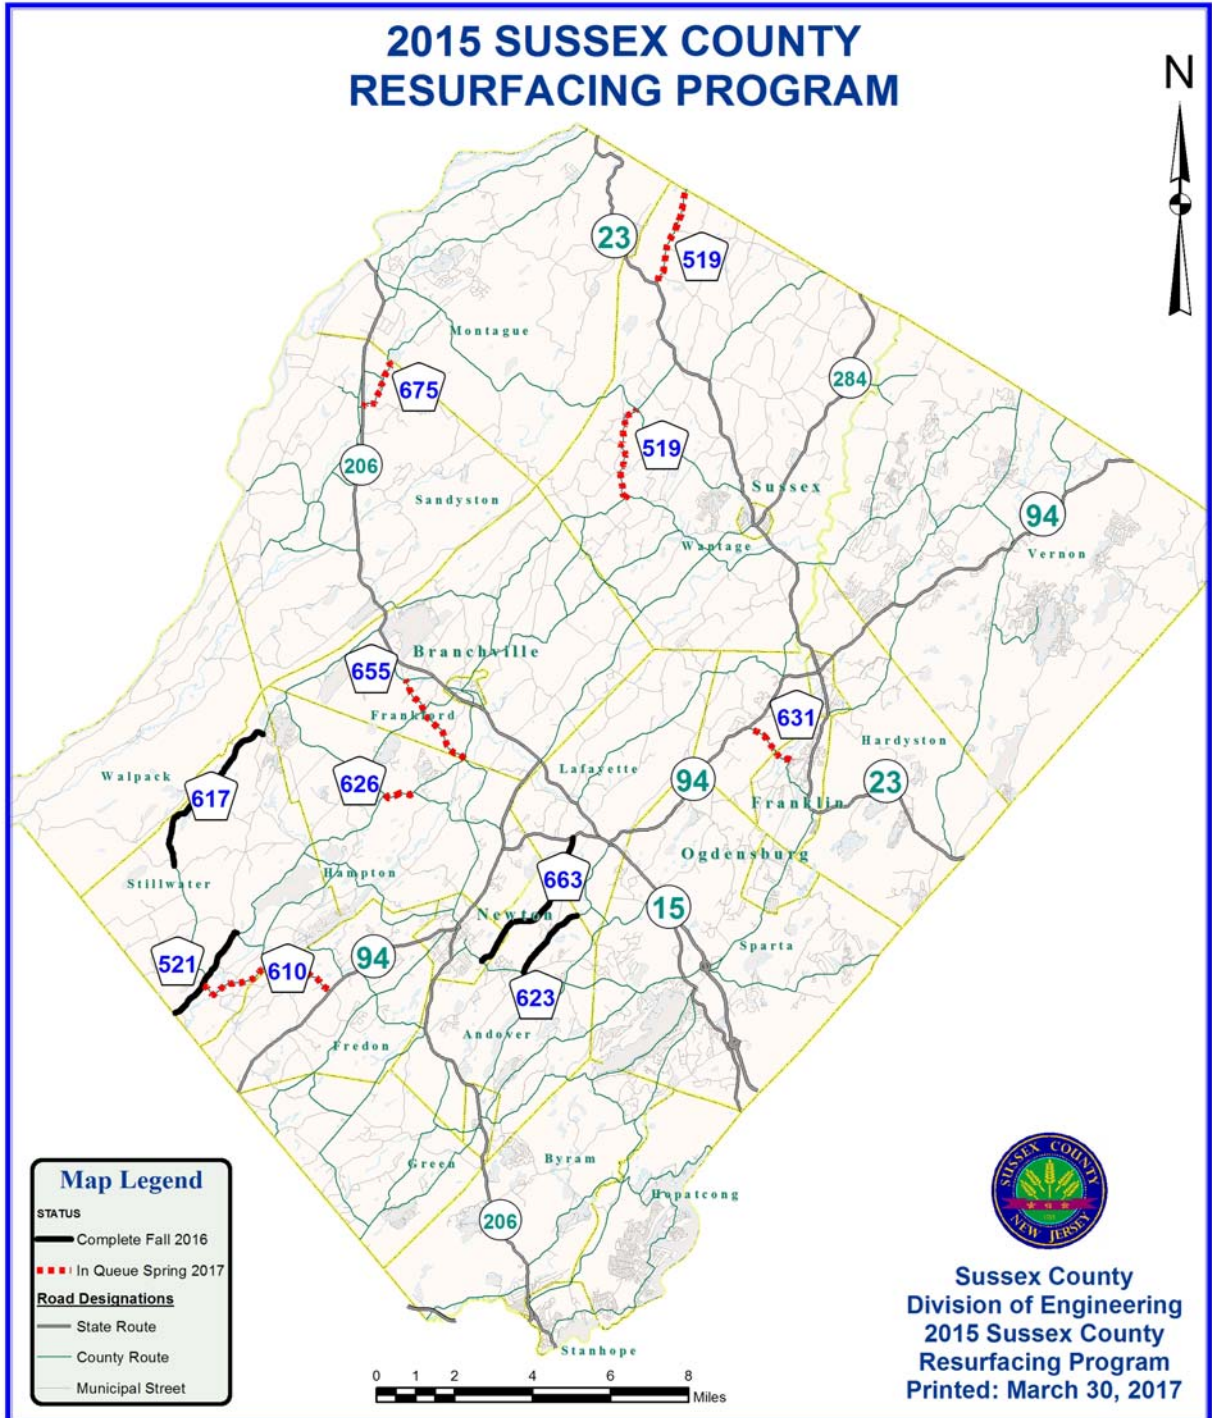 2015 SUSSEX COUNTY
RESURFACING PROGRAM
N
23
519
Montague
675
284
519
206
Sandyston
Sussex
94
Wantage
Vernon
Branchville
655
Frankford
631
Hardyston
Walpack
617
626
Lafayette
94
23
Franklin
Ogdensburg
Stillwater
Hampton
663
Newton
15
521
610
94
Sparta
623
Andover
Fredon
Green
Byram
Hopatcong
206
Stanhope
Map Legend
STATUS
Complete Fall 2016
In Queue Spring 2017
Road Designations
State Route
County Route
Municipal Street
0 1 2 4 6 8
Miles
SUSSEX COUNTY
NEW JERSEY
Sussex County
Division of Engineering
2015 Sussex County
Resurfacing Program
Printed: March 30, 2017